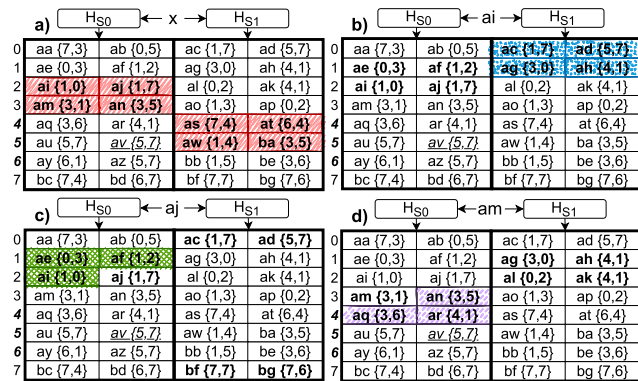 a) H_S0 ← x → H_S1
0 aa {7,3} ab {0,5} ac {1,7} ad {5,7}
1 ae {0,3} af {1,2} ag {3,0} ah {4,1}
2 ai {1,0} aj {1,7} al {0,2} ak {4,1}
3 am {3,1} an {3,5} ao {1,3} ap {0,2}
4 aq {3,6} ar {4,1} as {7,4} at {6,4}
5 au {5,7} av {5,7} aw {1,4} ba {3,5}
6 ay {6,1} az {5,7} bb {1,5} be {3,6}
7 bc {7,4} bd {6,7} bf {7,7} bg {7,6}
b) H_S0 ← ai → H_S1
0 aa {7,3} ab {0,5} ac {1,7} ad {5,7}
1 ae {0,3} af {1,2} ag {3,0} ah {4,1}
2 ai {1,0} aj {1,7} al {0,2} ak {4,1}
3 am {3,1} an {3,5} ao {1,3} ap {0,2}
4 aq {3,6} ar {4,1} as {7,4} at {6,4}
5 au {5,7} av {5,7} aw {1,4} ba {3,5}
6 ay {6,1} az {5,7} bb {1,5} be {3,6}
7 bc {7,4} bd {6,7} bf {7,7} bg {7,6}
c) H_S0 ← aj → H_S1
0 aa {7,3} ab {0,5} ac {1,7} ad {5,7}
1 ae {0,3} af {1,2} ag {3,0} ah {4,1}
2 ai {1,0} aj {1,7} al {0,2} ak {4,1}
3 am {3,1} an {3,5} ao {1,3} ap {0,2}
4 aq {3,6} ar {4,1} as {7,4} at {6,4}
5 au {5,7} av {5,7} aw {1,4} ba {3,5}
6 ay {6,1} az {5,7} bb {1,5} be {3,6}
7 bc {7,4} bd {6,7} bf {7,7} bg {7,6}
d) H_S0 ← am → H_S1
0 aa {7,3} ab {0,5} ac {1,7} ad {5,7}
1 ae {0,3} af {1,2} ag {3,0} ah {4,1}
2 ai {1,0} aj {1,7} al {0,2} ak {4,1}
3 am {3,1} an {3,5} ao {1,3} ap {0,2}
4 aq {3,6} ar {4,1} as {7,4} at {6,4}
5 au {5,7} av {5,7} aw {1,4} ba {3,5}
6 ay {6,1} az {5,7} bb {1,5} be {3,6}
7 bc {7,4} bd {6,7} bf {7,7} bg {7,6}